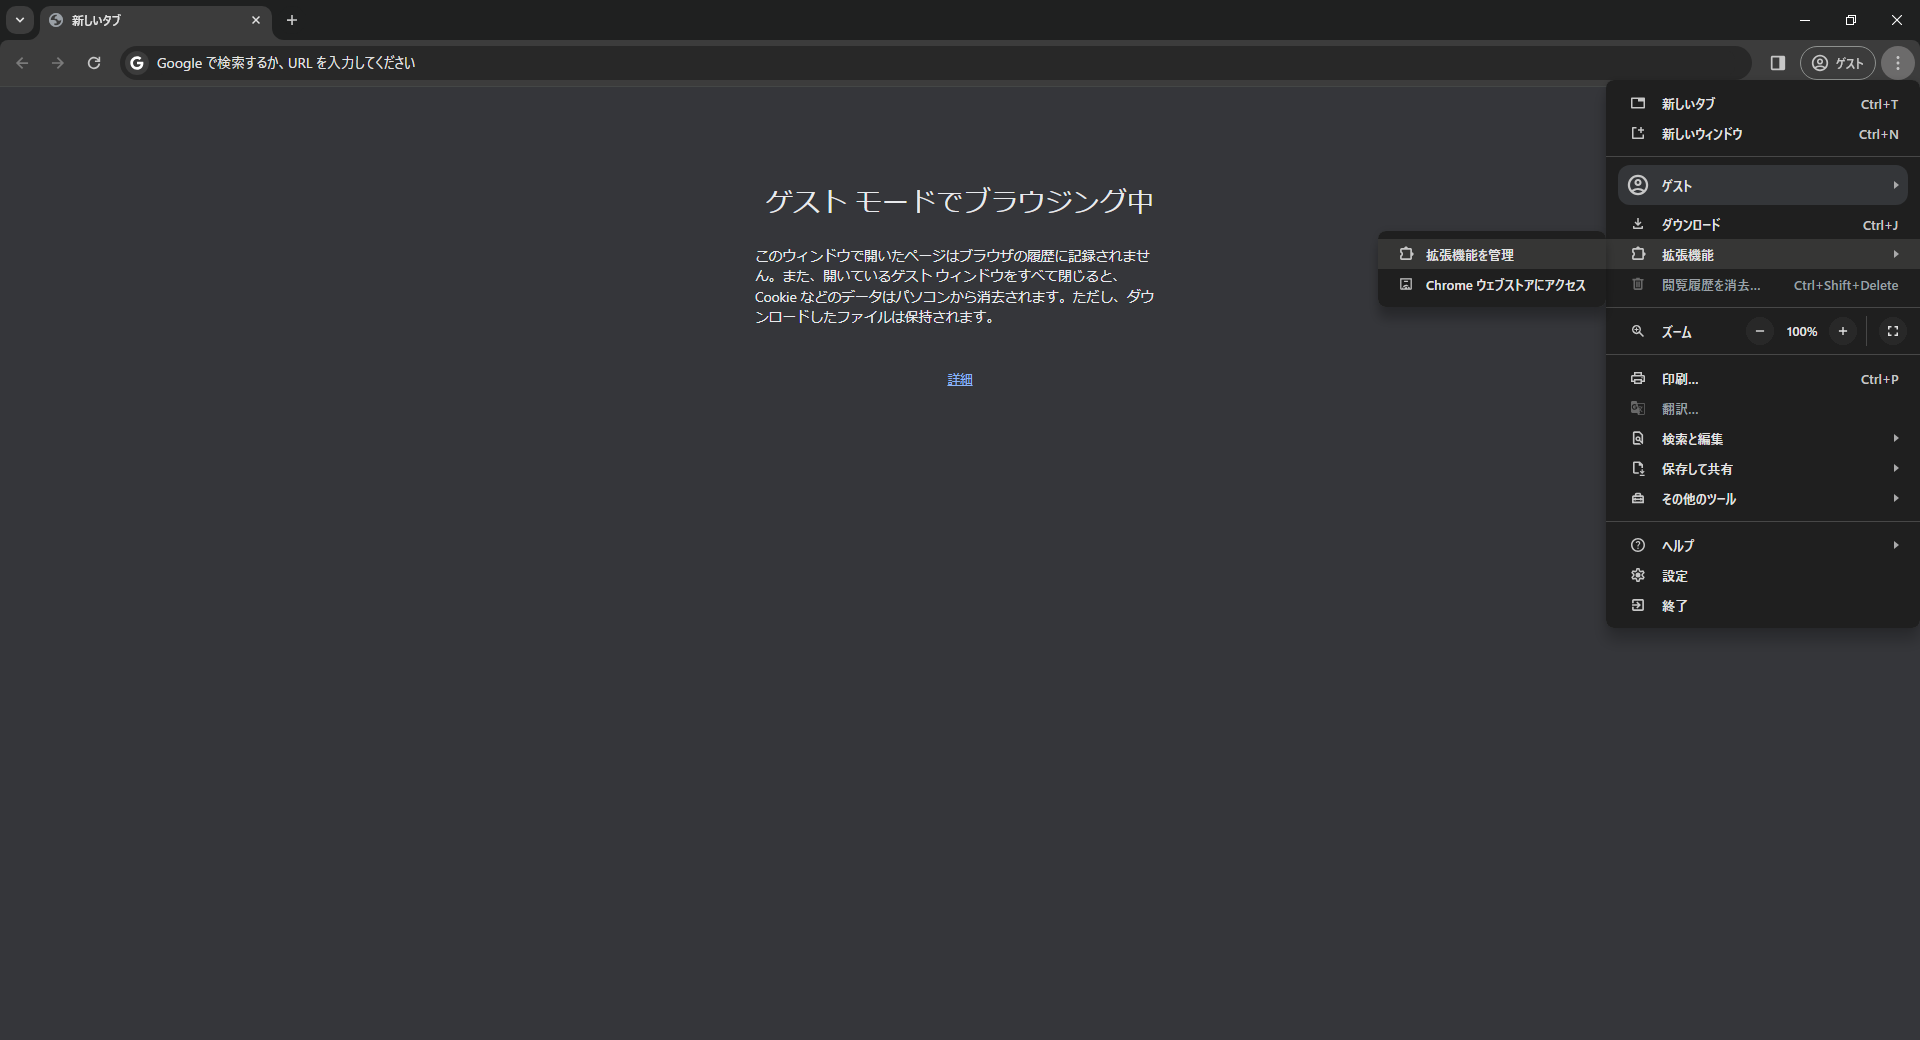 新しいタブ
Google で検索するか、URL を入力してください
ゲスト
新しいタブ Ctrl+T
新しいウィンドウ Ctrl+N
ゲスト
ダウンロード Ctrl+J
拡張機能
閲覧履歴を消去... Ctrl+Shift+Delete
ズーム − 100% +
印刷... Ctrl+P
翻訳...
検索と編集
保存して共有
その他のツール
ヘルプ
設定
終了
拡張機能を管理
Chrome ウェブストアにアクセス
ゲスト モードでブラウジング中
このウィンドウで開いたページはブラウザの履歴に記録されませ
ん。また、開いているゲスト ウィンドウをすべて閉じると、
Cookie などのデータはパソコンから消去されます。ただし、ダウ
ンロードしたファイルは保持されます。
詳細